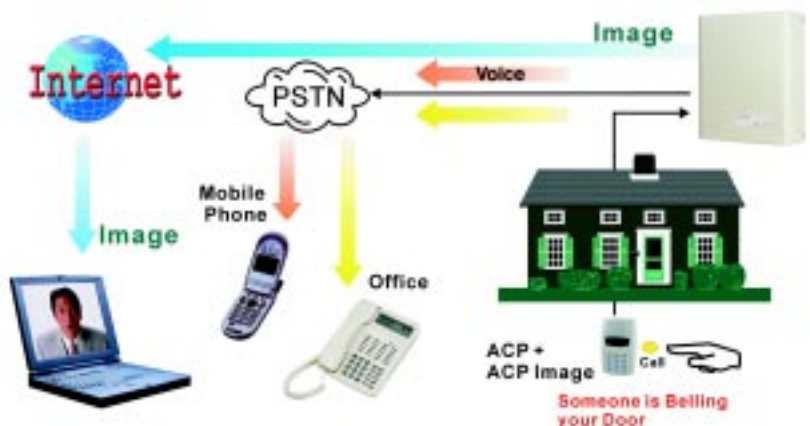 Image
Internet
Voice
PSTN
Mobile
Phone
Image
Office
ACP +
ACP Image
Call
Someone is Belling
your Door